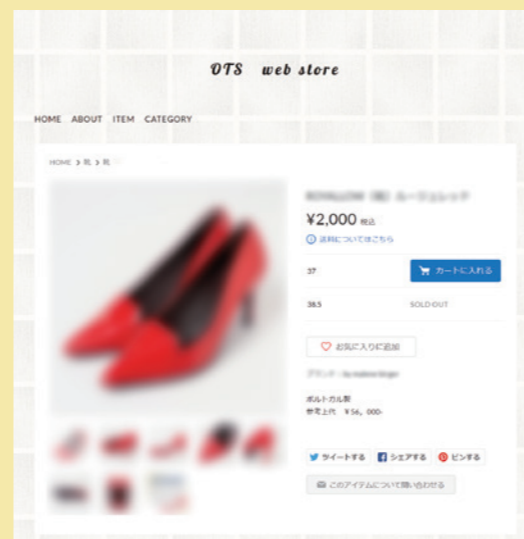 OTS web store
HOME ABOUT ITEM CATEGORY
HOME > 靴 > 靴
¥2,000 税込
送料についてはこちら
37 カートに入れる
38.5 SOLD OUT
お気に入りに追加
ポルトガル製
参考上代 ￥56，000-
ツイートする シェアする ピンする
このアイテムについて問い合わせる